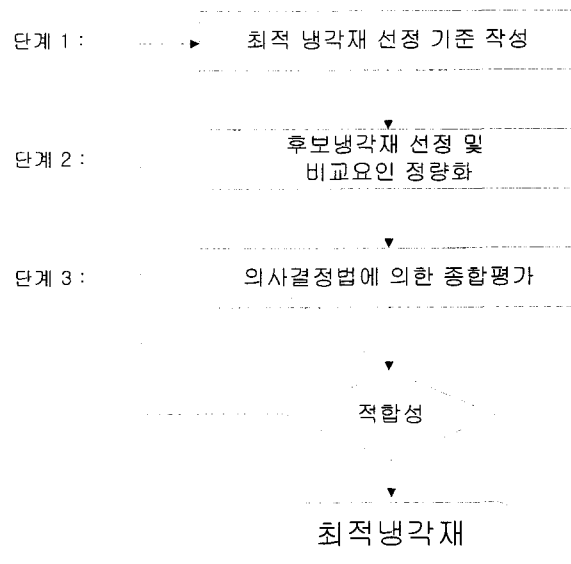 단계 1 :
최적 냉각재 선정 기준 작성
단계 2 :
후보냉각재 선정 및
비교요인 정량화
단계 3 :
의사결정법에 의한 종합평가
적합성
최적냉각재